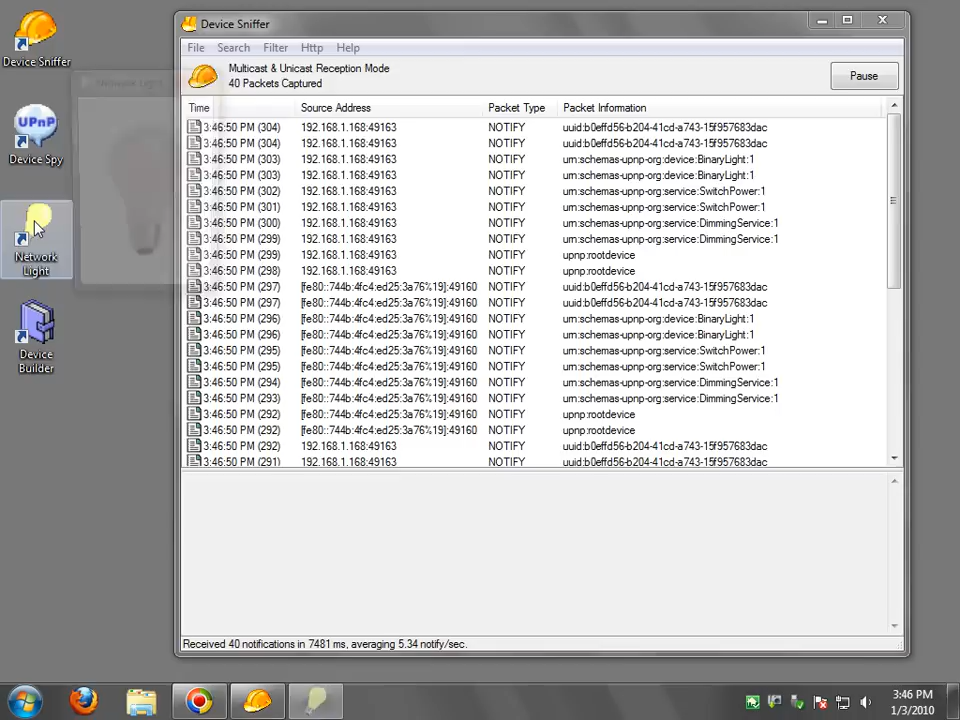 Device Sniffer
UPnP
Device Spy
Network
Light
Device
Builder
Device Sniffer
File Search Filter Http Help
Multicast & Unicast Reception Mode
40 Packets Captured
Pause
Network Light
Time Source Address Packet Type Packet Information
3:46:50 PM (304) 192.168.1.168:49163 NOTIFY uuid:b0effd56-b204-41cd-a743-15f957683dac
3:46:50 PM (304) 192.168.1.168:49163 NOTIFY uuid:b0effd56-b204-41cd-a743-15f957683dac
3:46:50 PM (303) 192.168.1.168:49163 NOTIFY urn:schemas-upnp-org:device:BinaryLight:1
3:46:50 PM (303) 192.168.1.168:49163 NOTIFY urn:schemas-upnp-org:device:BinaryLight:1
3:46:50 PM (302) 192.168.1.168:49163 NOTIFY urn:schemas-upnp-org:service:SwitchPower:1
3:46:50 PM (301) 192.168.1.168:49163 NOTIFY urn:schemas-upnp-org:service:SwitchPower:1
3:46:50 PM (300) 192.168.1.168:49163 NOTIFY urn:schemas-upnp-org:service:DimmingService:1
3:46:50 PM (299) 192.168.1.168:49163 NOTIFY urn:schemas-upnp-org:service:DimmingService:1
3:46:50 PM (299) 192.168.1.168:49163 NOTIFY upnp:rootdevice
3:46:50 PM (298) 192.168.1.168:49163 NOTIFY upnp:rootdevice
3:46:50 PM (297) [fe80::744b:4fc4:ed25:3a76%19]:49160 NOTIFY uuid:b0effd56-b204-41cd-a743-15f957683dac
3:46:50 PM (297) [fe80::744b:4fc4:ed25:3a76%19]:49160 NOTIFY uuid:b0effd56-b204-41cd-a743-15f957683dac
3:46:50 PM (296) [fe80::744b:4fc4:ed25:3a76%19]:49160 NOTIFY urn:schemas-upnp-org:device:BinaryLight:1
3:46:50 PM (296) [fe80::744b:4fc4:ed25:3a76%19]:49160 NOTIFY urn:schemas-upnp-org:device:BinaryLight:1
3:46:50 PM (295) [fe80::744b:4fc4:ed25:3a76%19]:49160 NOTIFY urn:schemas-upnp-org:service:SwitchPower:1
3:46:50 PM (295) [fe80::744b:4fc4:ed25:3a76%19]:49160 NOTIFY urn:schemas-upnp-org:service:SwitchPower:1
3:46:50 PM (294) [fe80::744b:4fc4:ed25:3a76%19]:49160 NOTIFY urn:schemas-upnp-org:service:DimmingService:1
3:46:50 PM (293) [fe80::744b:4fc4:ed25:3a76%19]:49160 NOTIFY urn:schemas-upnp-org:service:DimmingService:1
3:46:50 PM (292) [fe80::744b:4fc4:ed25:3a76%19]:49160 NOTIFY upnp:rootdevice
3:46:50 PM (292) [fe80::744b:4fc4:ed25:3a76%19]:49160 NOTIFY upnp:rootdevice
3:46:50 PM (292) 192.168.1.168:49163 NOTIFY uuid:b0effd56-b204-41cd-a743-15f957683dac
3:46:50 PM (291) 192.168.1.168:49163 NOTIFY uuid:b0effd56-b204-41cd-a743-15f957683dac
Received 40 notifications in 7481 ms, averaging 5.34 notify/sec.
3:46 PM
1/3/2010